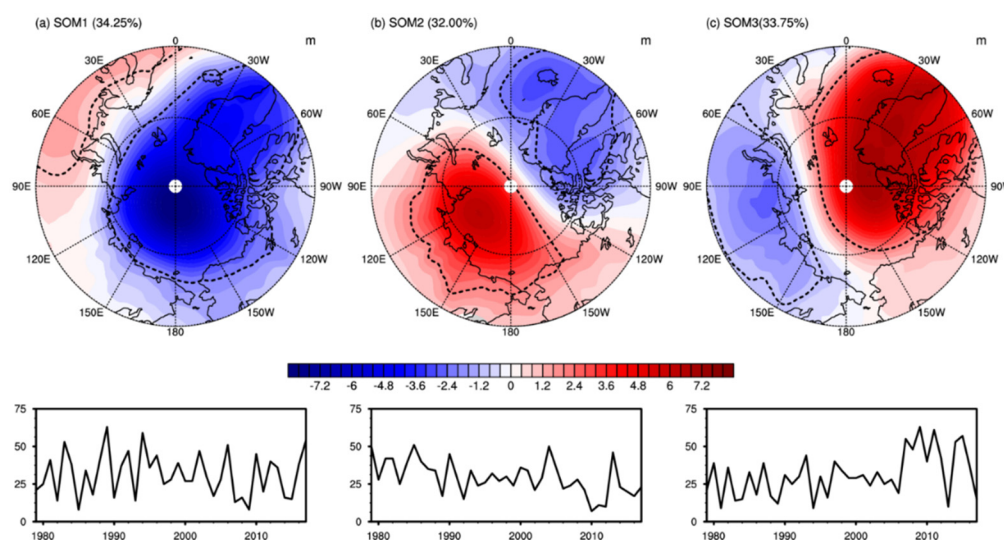 (a) SOM1 (34.25%)
(b) SOM2 (32.00%)
(c) SOM3(33.75%)
0 m 0 m 0 m
30E 30W 30E 30W 30E 30W
60E 60W 60E 60W 60E 60W
90E 90W 90E 90W 90E 90W
120E 120W 120E 120W 120E 120W
150E 150W 150E 150W 150E 150W
180 180 180
-7.2 -6 -4.8 -3.6 -2.4 -1.2 0 1.2 2.4 3.6 4.8 6 7.2
75 75 75
50 50 50
25 25 25
0 0 0
1980 1990 2000 2010 1980 1990 2000 2010 1980 1990 2000 2010